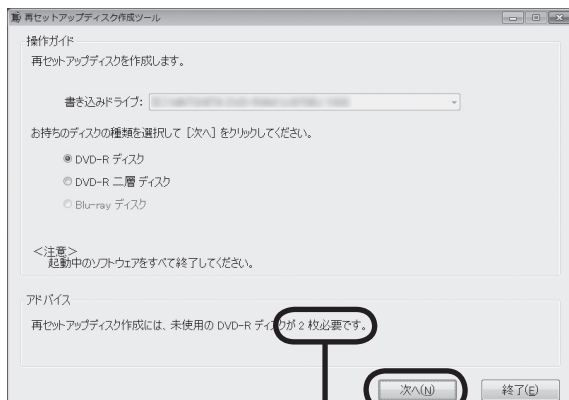 再セットアップディスク作成ツール
操作ガイド
再セットアップディスクを作成します。
書き込みドライブ:
お持ちのディスクの種類を選択して［次へ］をクリックしてください。
DVD-R ディスク
DVD-R 二層 ディスク
Blu-ray ディスク
＜注意＞
起動中のソフトウェアをすべて終了してください。
アドバイス
再セットアップディスク作成には、未使用の DVD-R ディスクが 2 枚必要です。
次へ(N) 終了(E)